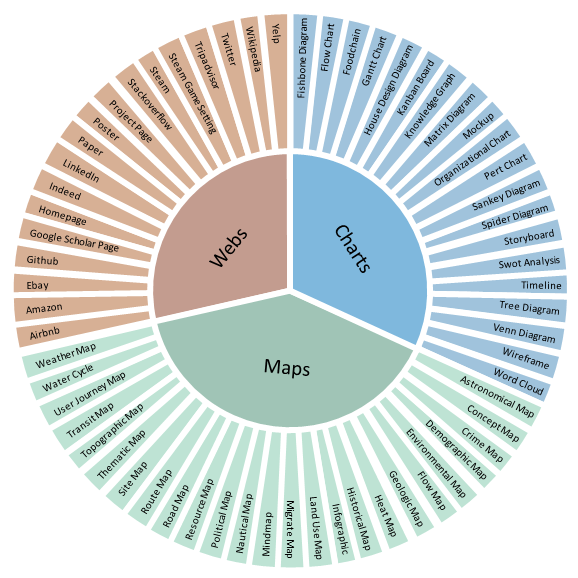 Charts
Fishbone Diagram
Flow Chart
Foodchain
Gantt Chart
House Design Diagram
Kanban Board
Knowledge Graph
Matrix Diagram
Mockup
Organizational Chart
Pert Chart
Sankey Diagram
Spider Diagram
Storyboard
Swot Analysis
Timeline
Tree Diagram
Venn Diagram
Wireframe
Word Cloud
Maps
Astronomical Map
Concept Map
Crime Map
Demographic Map
Environmental Map
Flow Map
Geologic Map
Heat Map
Historical Map
Infographic
Land Use Map
Migrate Map
Mindmap
Nautical Map
Political Map
Resource Map
Road Map
Route Map
Site Map
Thematic Map
Topographic Map
Transit Map
User Journey Map
Water Cycle
Weather Map
Webs
Airbnb
Amazon
Ebay
Github
Google Scholar Page
Homepage
Indeed
LinkedIn
Paper
Poster
Project Page
Stackoverflow
Steam
Steam Game Setting
Tripadvisor
Twitter
Wikipedia
Yelp